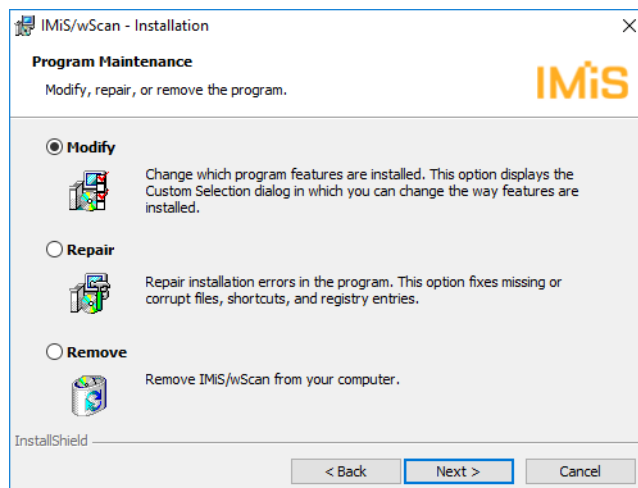 IMiS/wScan - Installation
Program Maintenance
Modify, repair, or remove the program.
IMiS
Modify
Change which program features are installed. This option displays the
Custom Selection dialog in which you can change the way features are
installed.
Repair
Repair installation errors in the program. This option fixes missing or
corrupt files, shortcuts, and registry entries.
Remove
Remove IMiS/wScan from your computer.
InstallShield
< Back
Next >
Cancel